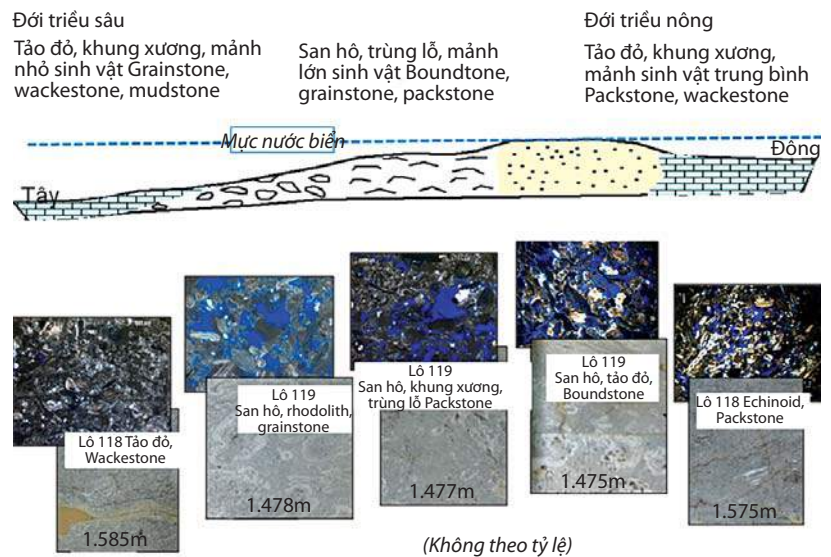 Đới triều sâu
Tảo đỏ, khung xương, mảnh
nhỏ sinh vật Grainstone,
wackestone, mudstone
San hô, trùng lỗ, mảnh
lớn sinh vật Boundtone,
grainstone, packstone
Đới triều nông
Tảo đỏ, khung xương,
mảnh sinh vật trung bình
Packstone, wackestone
Mực nước biển
Đông
Tây
Lô 118 Tảo đỏ,
Wackestone
1.585m
Lô 119
San hô, rhodolith,
grainstone
1.478m
Lô 119
San hô, khung xương,
trùng lỗ Packstone
1.477m
Lô 119
San hô, tảo đỏ,
Boundstone
1.475m
Lô 118 Echinoid,
Packstone
1.575m
(Không theo tỷ lệ)